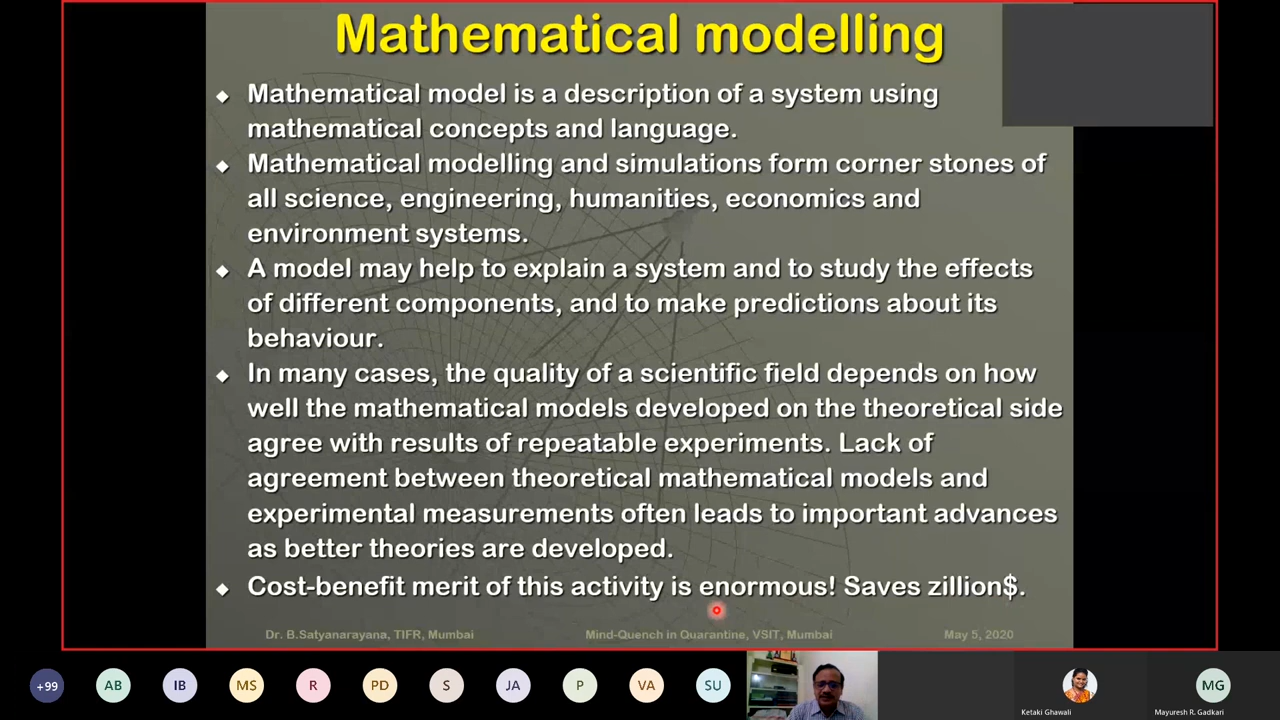 Mathematical modelling
Mathematical model is a description of a system using
mathematical concepts and language.
Mathematical modelling and simulations form corner stones of
all science, engineering, humanities, economics and
environment systems.
A model may help to explain a system and to study the effects
of different components, and to make predictions about its
behaviour.
In many cases, the quality of a scientific field depends on how
well the mathematical models developed on the theoretical side
agree with results of repeatable experiments. Lack of
agreement between theoretical mathematical models and
experimental measurements often leads to important advances
as better theories are developed.
Cost-benefit merit of this activity is enormous! Saves zillion$.
Dr. B.Satyanarayana, TIFR, Mumbai Mind-Quench in Quarantine, VSIT, Mumbai May 5, 2020
+99 AB IB MS R PD S JA P VA SU MG
Ketaki Ghawali Mayuresh R. Gadkari